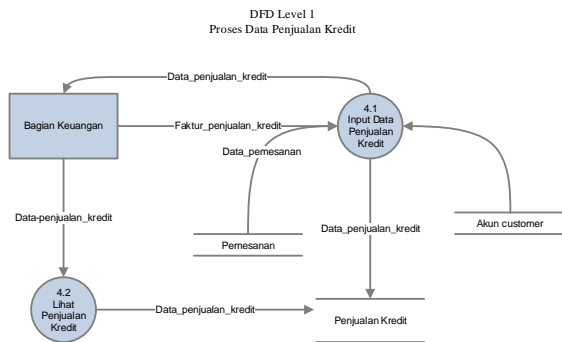 DFD Level 1
Proses Data Penjualan Kredit
Data_penjualan_kredit
Bagian Keuangan
Faktur_penjualan_kredit
4.1
Input Data
Penjualan
Kredit
Data_pemesanan
Data-penjualan_kredit
Data_penjualan_kredit
Akun customer
Pemesanan
4.2
Lihat
Penjualan
Kredit
Data_penjualan_kredit
Penjualan Kredit